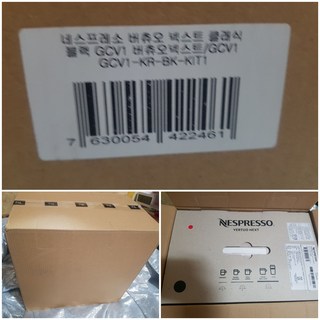 네스프레소 버츄오 넥스트 클래식
블랙 GCV1 버츄오넥스트/GCV1
GCV1-KR-BK-KIT1
7 630054 422461
NESPRESSO
VERTUO NEXT